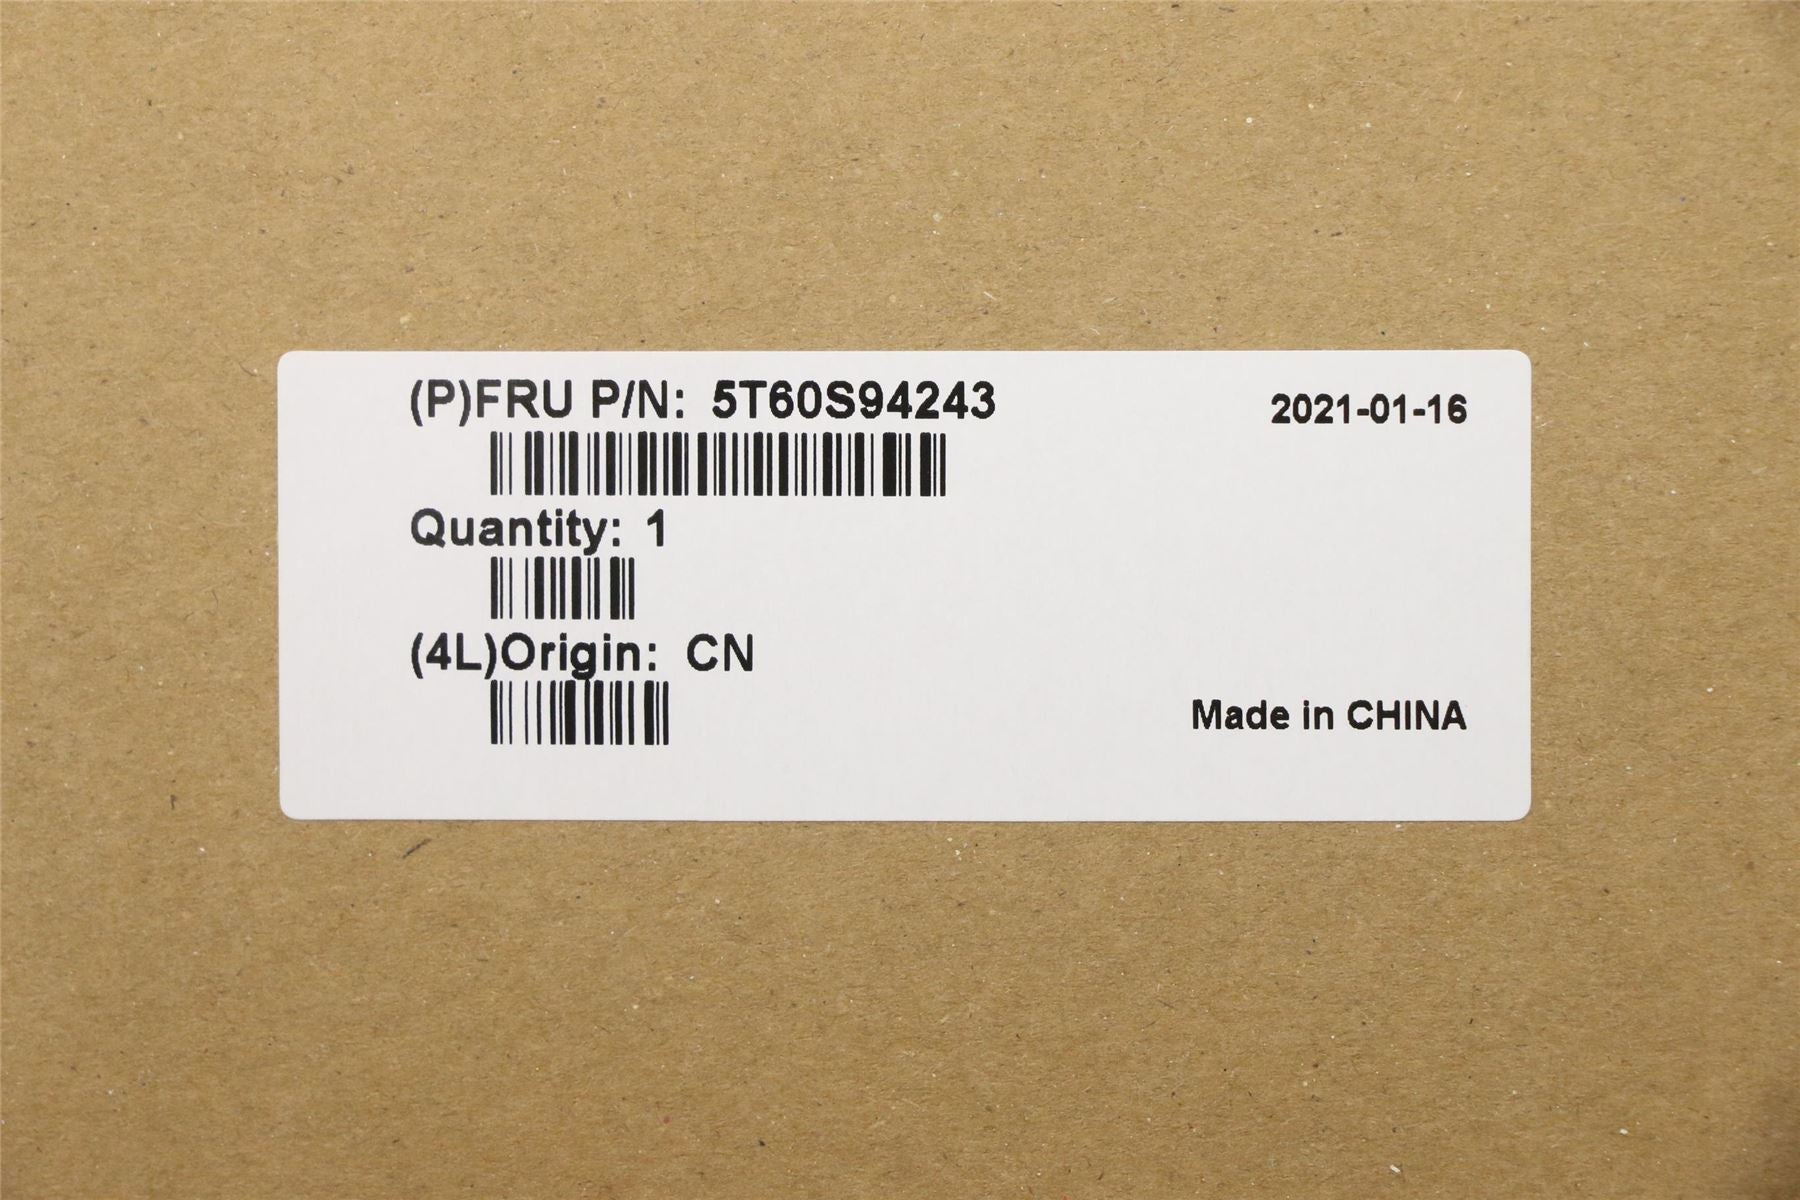 (P)FRU P/N: 5T60S94243
2021-01-16
Quantity: 1
(4L)Origin: CN
Made in CHINA